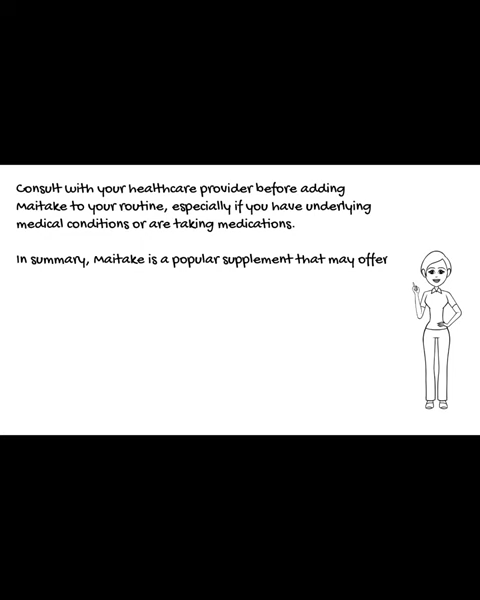 Consult with your healthcare provider before adding
Maitake to your routine, especially if you have underlying
medical conditions or are taking medications.
In summary, Maitake is a popular supplement that may offer